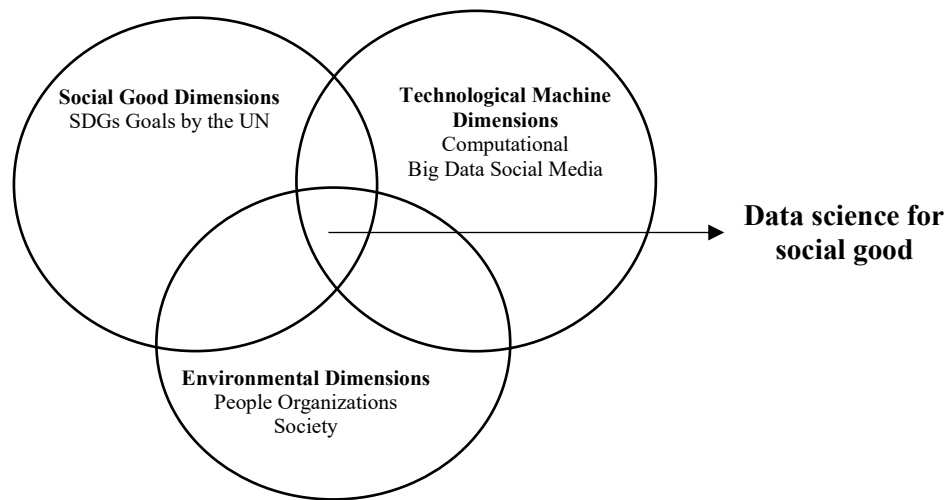 Social Good Dimensions
SDGs Goals by the UN
Technological Machine
Dimensions
Computational
Big Data Social Media
Data science for
social good
Environmental Dimensions
People Organizations
Society